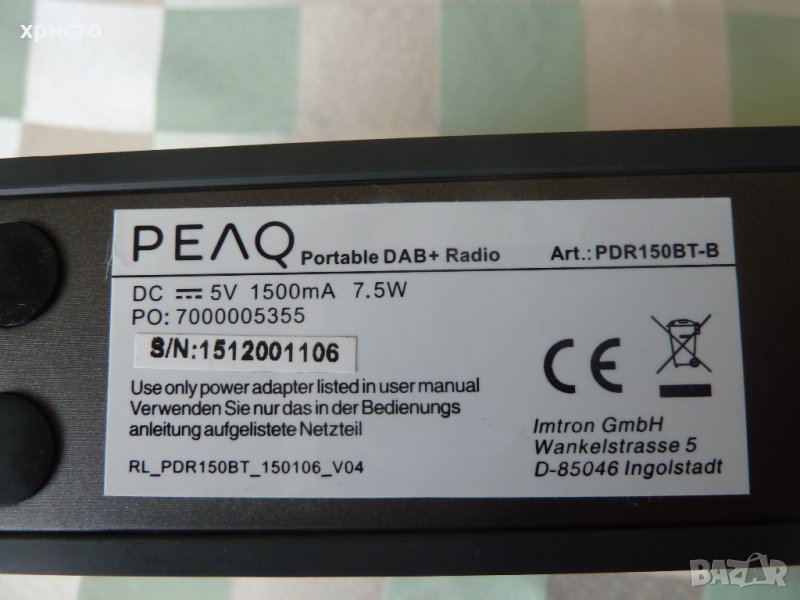 христо
PEAQ Portable DAB+ Radio Art.: PDR150BT-B
DC 5V 1500mA 7.5W
PO: 7000005355
S/N:1512001106
CE
Use only power adapter listed in user manual
Verwenden Sie nur das in der Bedienungs
anleitung aufgelistete Netzteil
RL_PDR150BT_150106_V04
Imtron GmbH
Wankelstrasse 5
D-85046 Ingolstadt
BAZAR